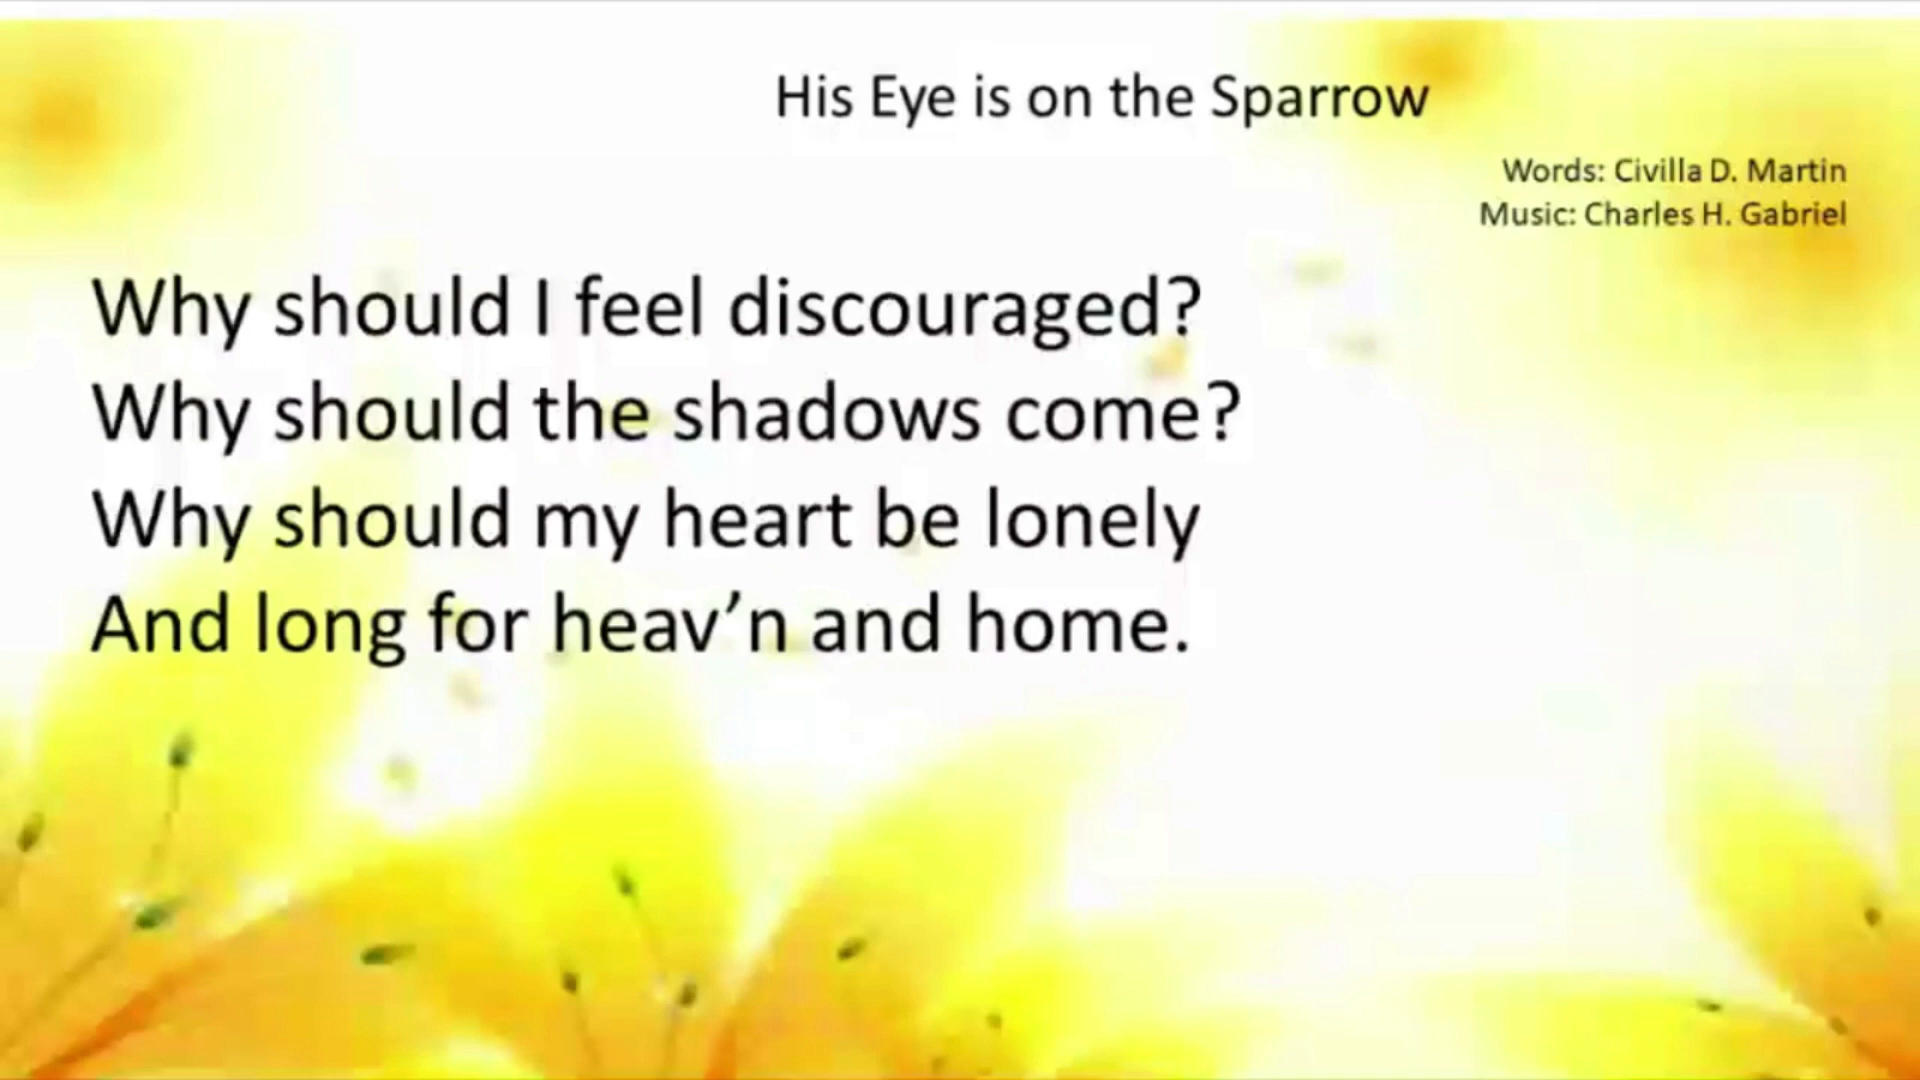 His Eye is on the Sparrow
Words: Civilla D. Martin
Music: Charles H. Gabriel
Why should I feel discouraged?
Why should the shadows come?
Why should my heart be lonely
And long for heav’n and home.